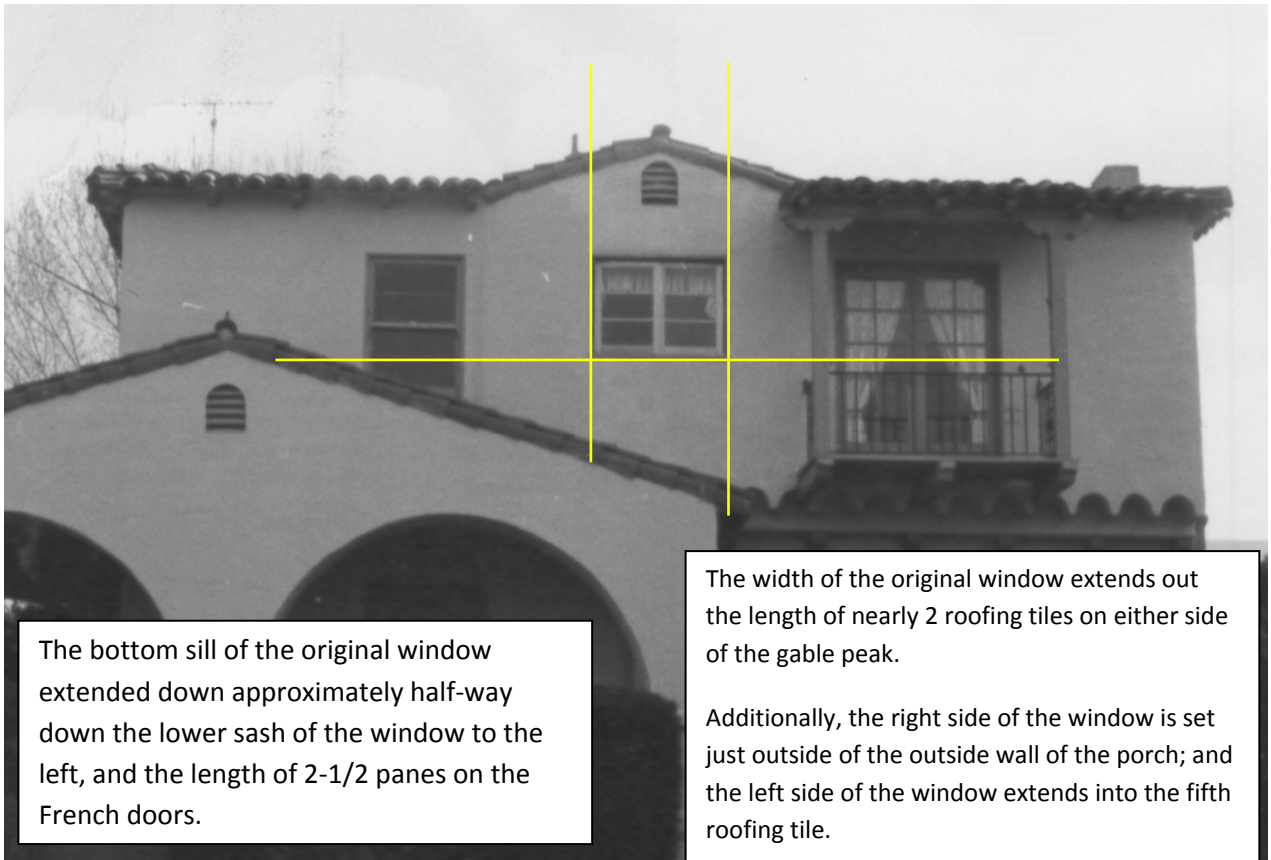 The bottom sill of the original window
extended down approximately half-way
down the lower sash of the window to the
left, and the length of 2-1/2 panes on the
French doors.
The width of the original window extends out
the length of nearly 2 roofing tiles on either side
of the gable peak.
Additionally, the right side of the window is set
just outside of the outside wall of the porch; and
the left side of the window extends into the fifth
roofing tile.